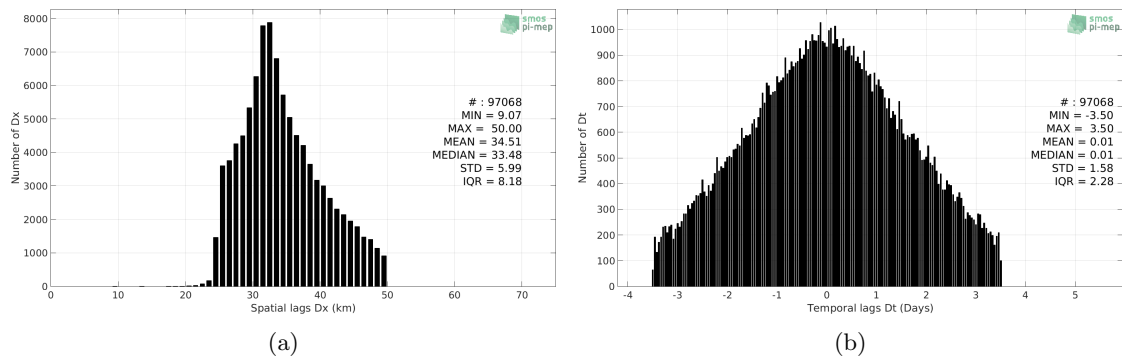 8000
7000
6000
5000
4000
3000
2000
1000
0
Number of Dx
0 10 20 30 40 50 60 70
Spatial lags Dx (km)
smos
pi-mep
# : 97068
MIN = 9.07
MAX = 50.00
MEAN = 34.51
MEDIAN = 33.48
STD = 5.99
IQR = 8.18
(a)
1000
900
800
700
600
500
400
300
200
100
0
Number of Dt
-4 -3 -2 -1 0 1 2 3 4 5
Temporal lags Dt (Days)
smos
pi-mep
# : 97068
MIN = -3.50
MAX = 3.50
MEAN = 0.01
MEDIAN = 0.01
STD = 1.58
IQR = 2.28
(b)